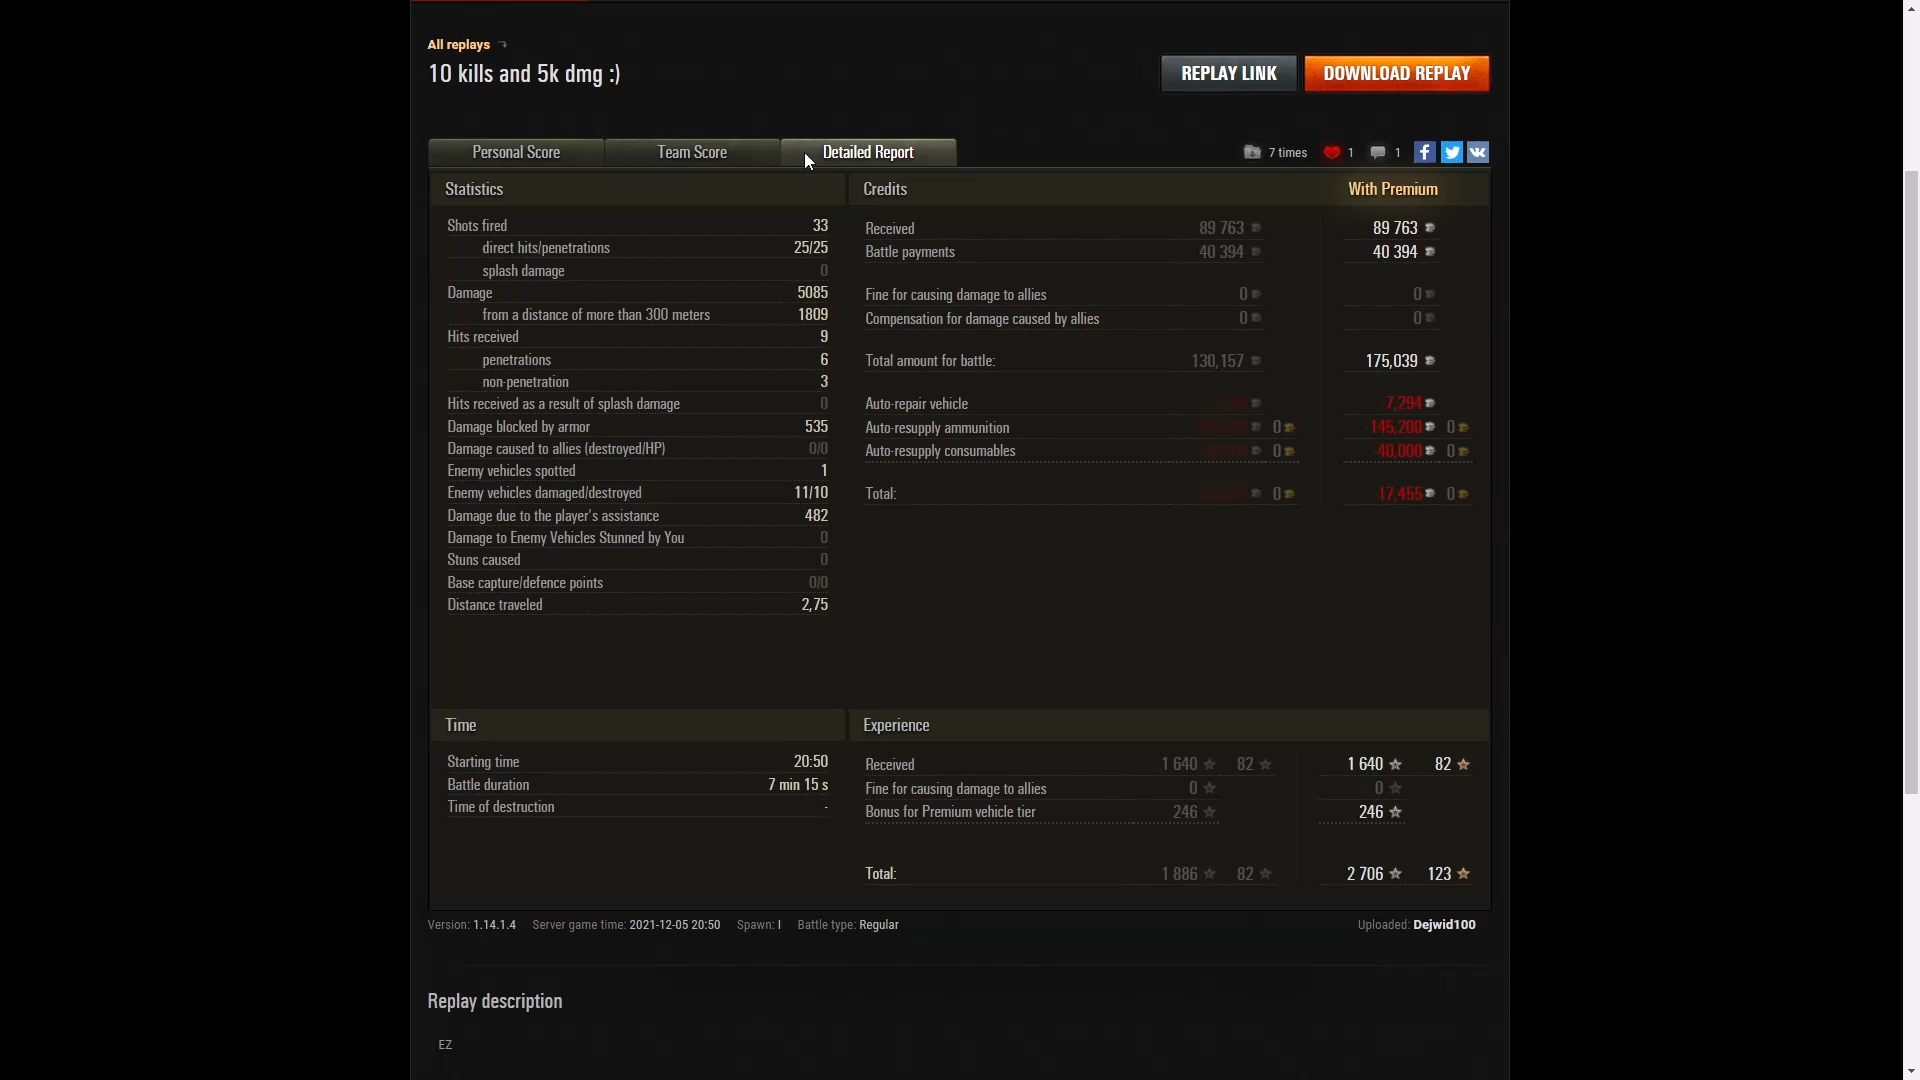 All replays
10 kills and 5k dmg :)
REPLAY LINK
DOWNLOAD REPLAY
Personal Score
Team Score
Detailed Report
7 times
1
1
Statistics
Shots fired 33
direct hits/penetrations 25/25
splash damage 0
Damage 5085
from a distance of more than 300 meters 1809
Hits received 9
penetrations 6
non-penetration 3
Hits received as a result of splash damage 0
Damage blocked by armor 535
Damage caused to allies (destroyed/HP) 0/0
Enemy vehicles spotted 1
Enemy vehicles damaged/destroyed 11/10
Damage due to the player's assistance 482
Damage to Enemy Vehicles Stunned by You 0
Stuns caused 0
Base capture/defence points 0/0
Distance traveled 2,75
Credits With Premium
Received 89 763 89 763
Battle payments 40 394 40 394
Fine for causing damage to allies 0 0
Compensation for damage caused by allies 0 0
Total amount for battle: 130,157 175,039
Auto-repair vehicle -7,294
Auto-resupply ammunition 0 -145,200 0
Auto-resupply consumables 0 -40,000 0
Total: 0 -17,455 0
Time
Starting time 20:50
Battle duration 7 min 15 s
Time of destruction -
Experience
Received 1 640 82 1 640 82
Fine for causing damage to allies 0 0
Bonus for Premium vehicle tier 246 246
Total: 1 886 82 2 706 123
Version: 1.14.1.4 Server game time: 2021-12-05 20:50 Spawn: I Battle type: Regular Uploaded: Dejwid100
Replay description
EZ